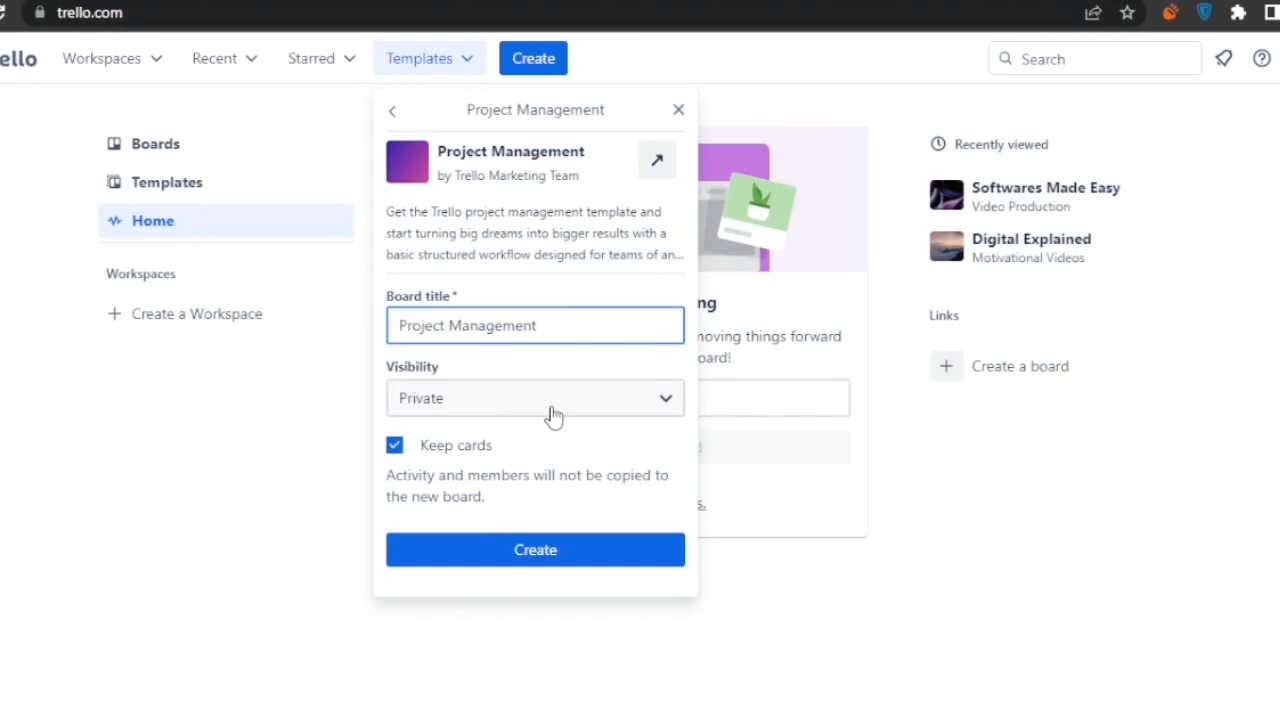 trello.com
ello
Workspaces
Recent
Starred
Templates
Create
Search
Boards
Templates
Home
Workspaces
Create a Workspace
Project Management
Project Management
by Trello Marketing Team
Get the Trello project management template and
start turning big dreams into bigger results with a
basic structured workflow designed for teams of an...
Board title*
Project Management
Visibility
Private
Keep cards
Activity and members will not be copied to
the new board.
Create
ng
moving things forward
oard!
s.
Recently viewed
Softwares Made Easy
Video Production
Digital Explained
Motivational Videos
Links
Create a board